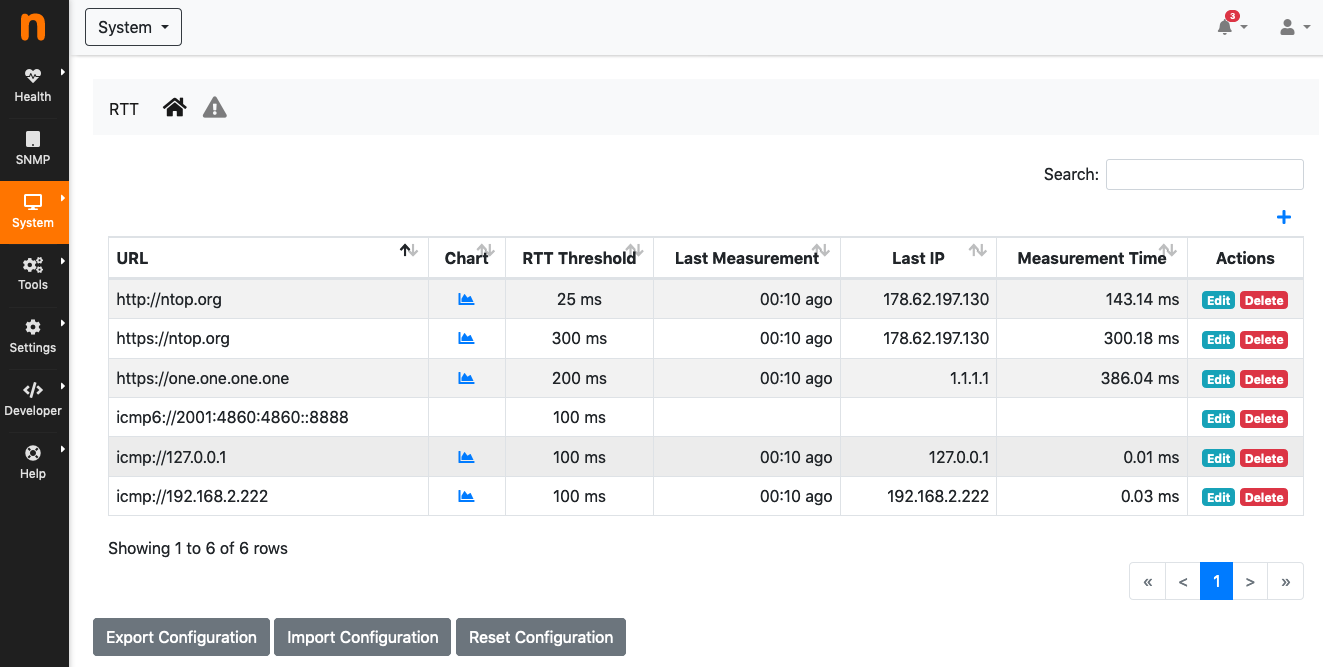 n
System
3
Health
SNMP
System
Tools
Settings
Developer
Help
RTT
Search:
+
URL Chart RTT Threshold Last Measurement Last IP Measurement Time Actions
http://ntop.org 25 ms 00:10 ago 178.62.197.130 143.14 ms Edit Delete
https://ntop.org 300 ms 00:10 ago 178.62.197.130 300.18 ms Edit Delete
https://one.one.one.one 200 ms 00:10 ago 1.1.1.1 386.04 ms Edit Delete
icmp6://2001:4860:4860::8888 100 ms Edit Delete
icmp://127.0.0.1 100 ms 00:10 ago 127.0.0.1 0.01 ms Edit Delete
icmp://192.168.2.222 100 ms 00:10 ago 192.168.2.222 0.03 ms Edit Delete
Showing 1 to 6 of 6 rows
« < 1 > »
Export Configuration Import Configuration Reset Configuration